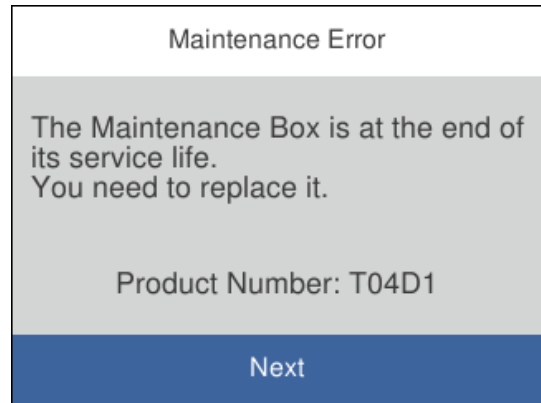 Maintenance Error
The Maintenance Box is at the end of
its service life.
You need to replace it.
Product Number: T04D1
Next